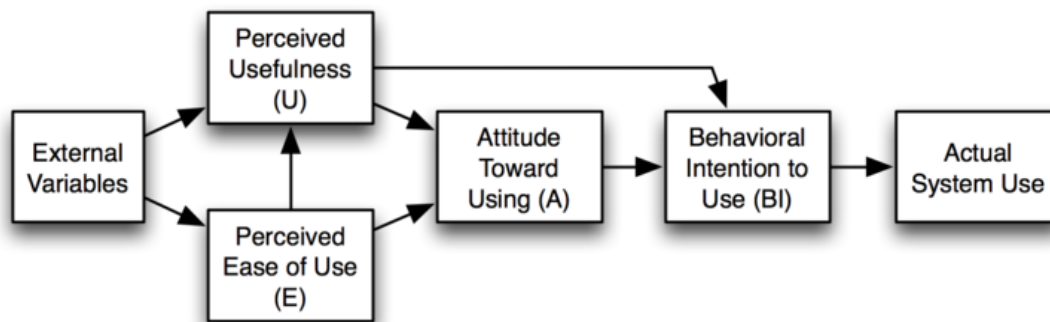 External
Variables
Perceived
Usefulness
(U)
Perceived
Ease of Use
(E)
Attitude
Toward
Using (A)
Behavioral
Intention to
Use (BI)
Actual
System Use